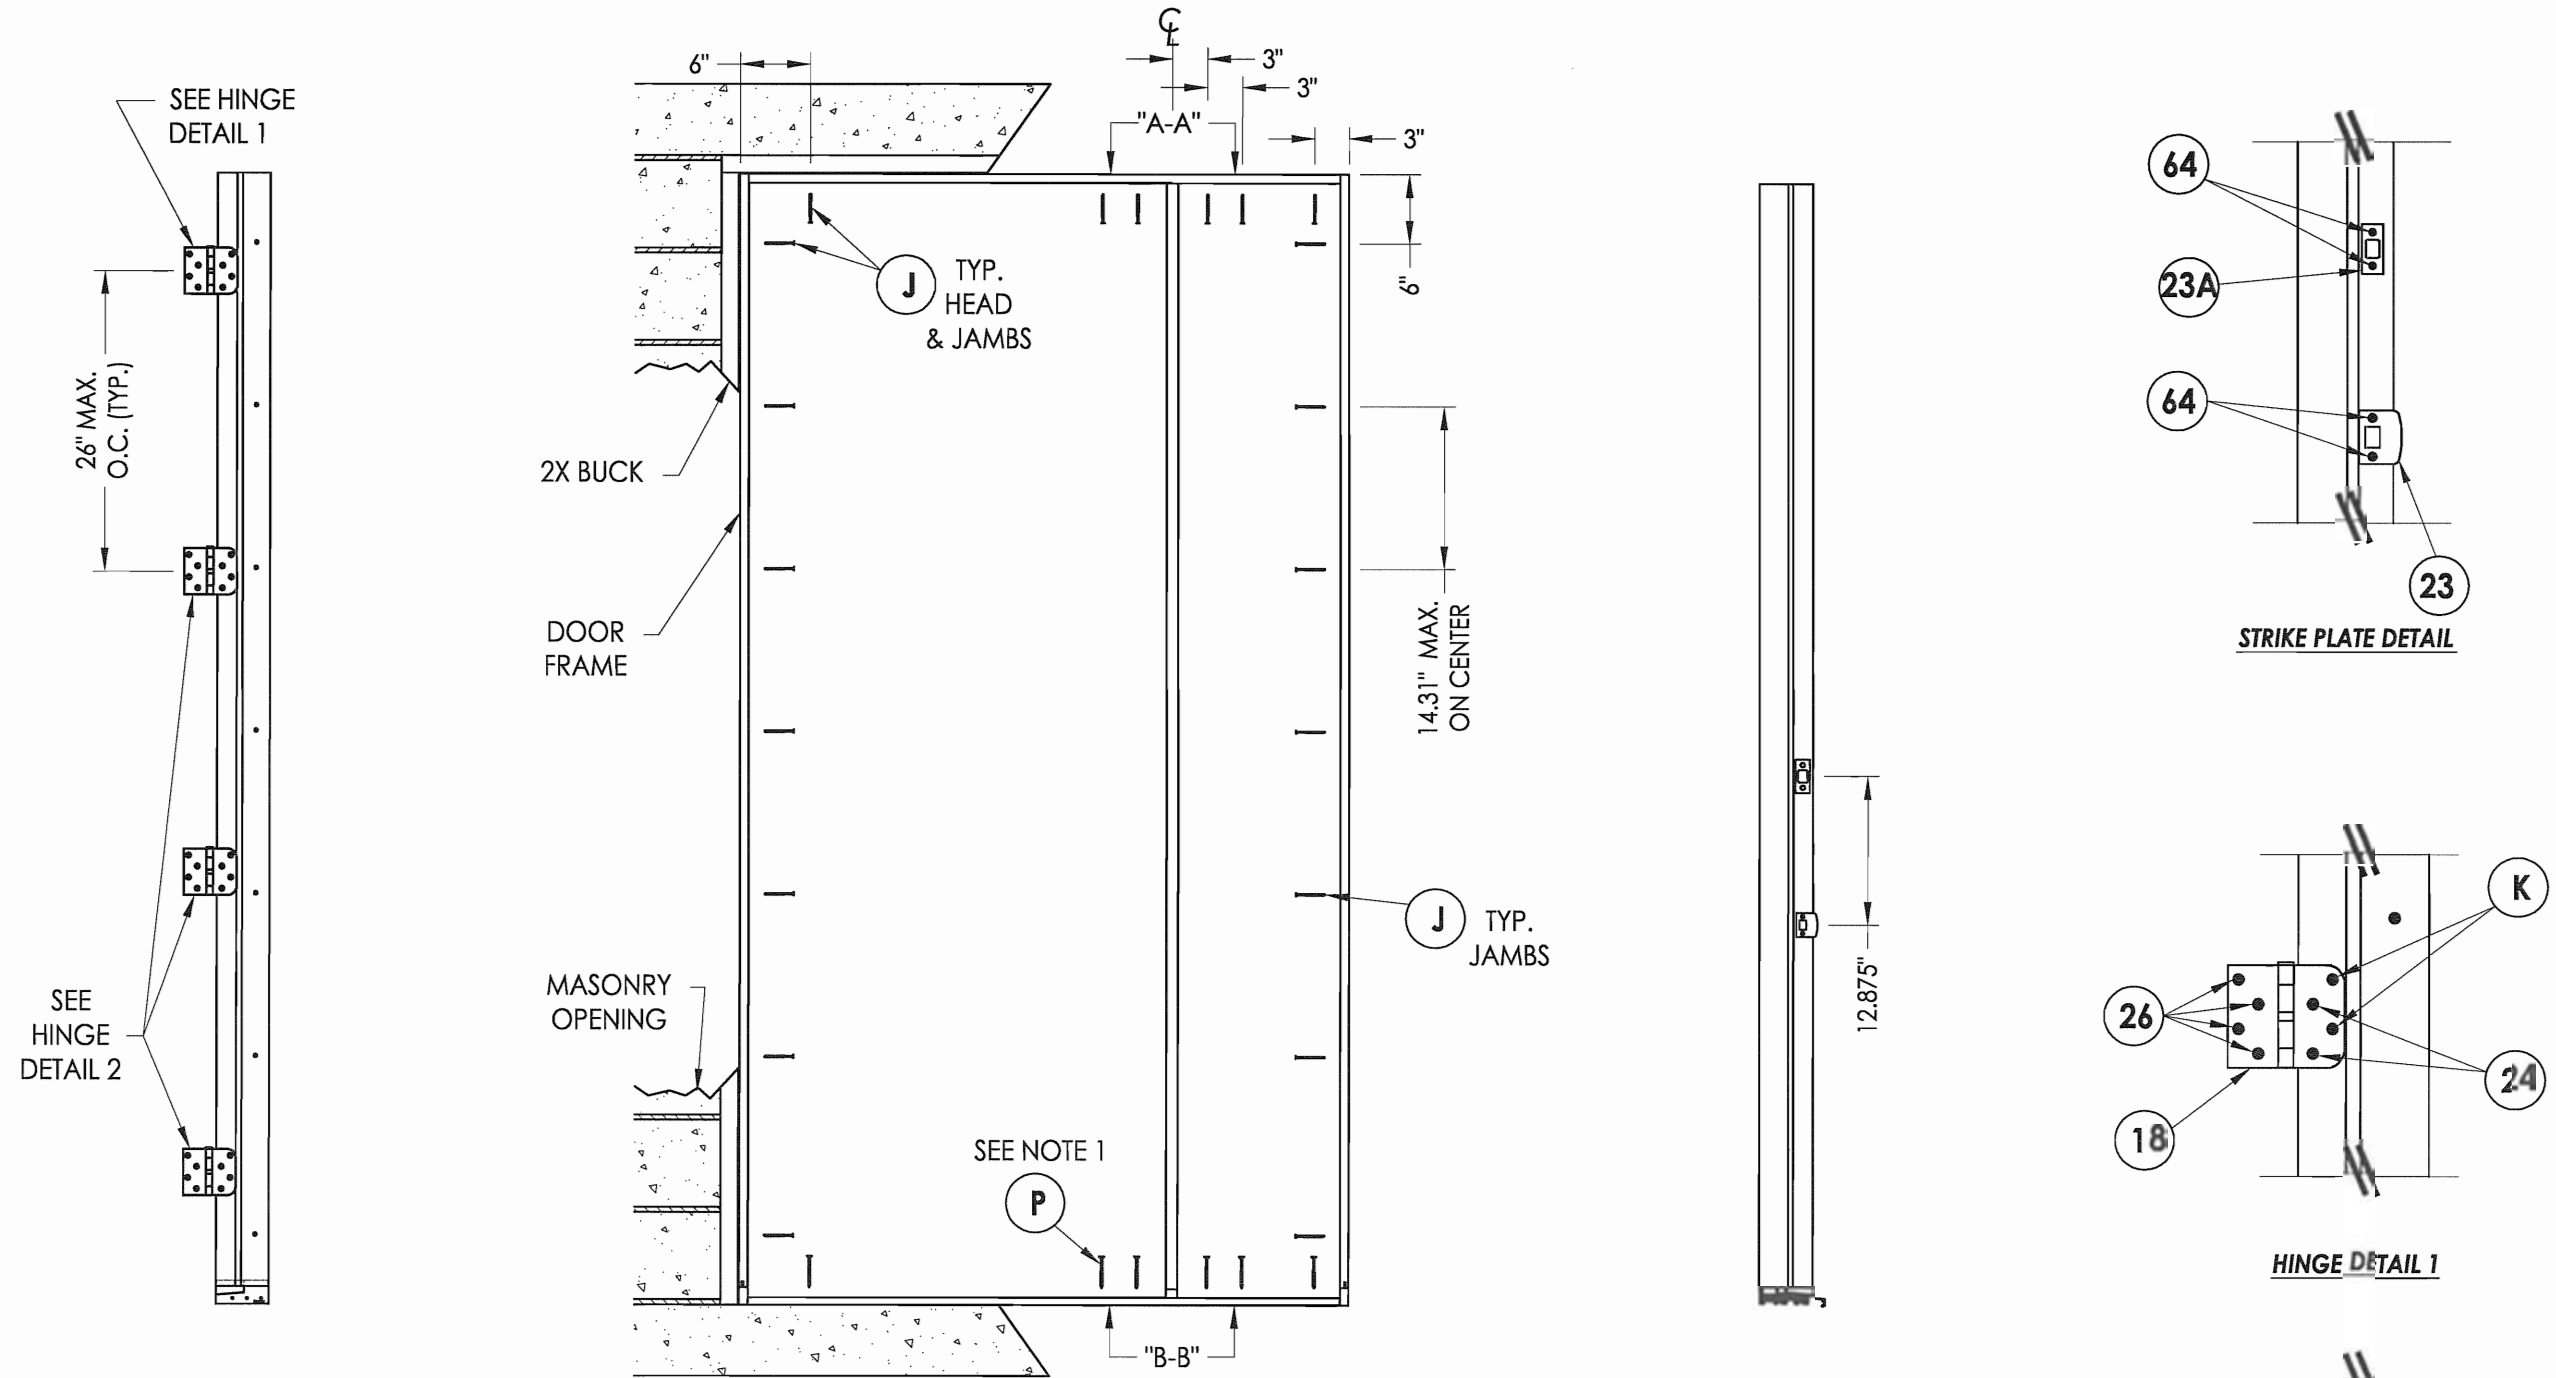 SEE HINGE
DETAIL 1
26" MAX.
O.C. (TYP.)
SEE
HINGE
DETAIL 2
6"
℄
3"
3"
"A-A"
3"
6"
J
TYP.
HEAD
& JAMBS
2X BUCK
DOOR
FRAME
14.31" MAX.
ON CENTER
J
TYP.
JAMBS
MASONRY
OPENING
SEE NOTE 1
P
"B-B"
12.875"
64
23A
64
23
STRIKE PLATE DETAIL
K
26
24
18
HINGE DETAIL 1